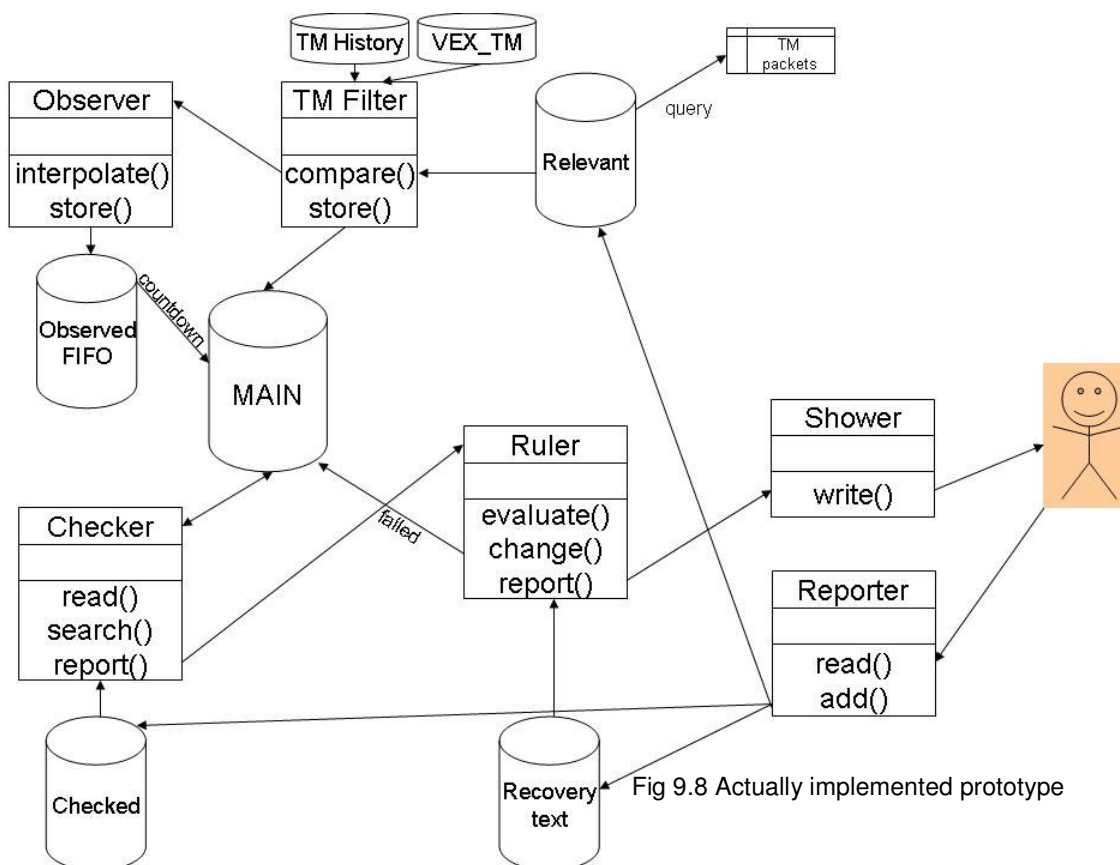 TM History
VEX_TM
TM
packets
Observer
interpolate()
store()
TM Filter
compare()
store()
Relevant
query
Observed
FIFO
countdown
MAIN
Ruler
evaluate()
change()
report()
failed
Shower
write()
Checker
read()
search()
report()
Reporter
read()
add()
Checked
Recovery
text
Fig 9.8 Actually implemented prototype